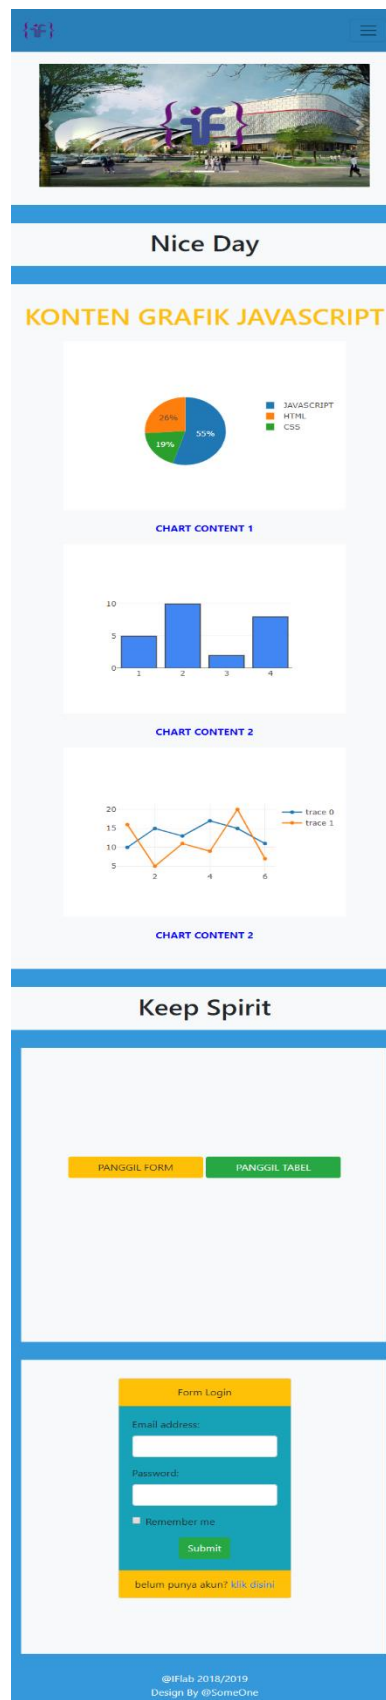 {iF}
{iF}
Nice Day
KONTEN GRAFIK JAVASCRIPT
26%
55%
19%
JAVASCRIPT
HTML
CSS
CHART CONTENT 1
10
5
0
1 2 3 4
CHART CONTENT 2
20
15
10
5
2 4 6
trace 0
trace 1
CHART CONTENT 2
Keep Spirit
PANGGIL FORM PANGGIL TABEL
Form Login
Email address:
Password:
Remember me
Submit
belum punya akun? klik disini
@IFlab 2018/2019
Design By @SomeOne